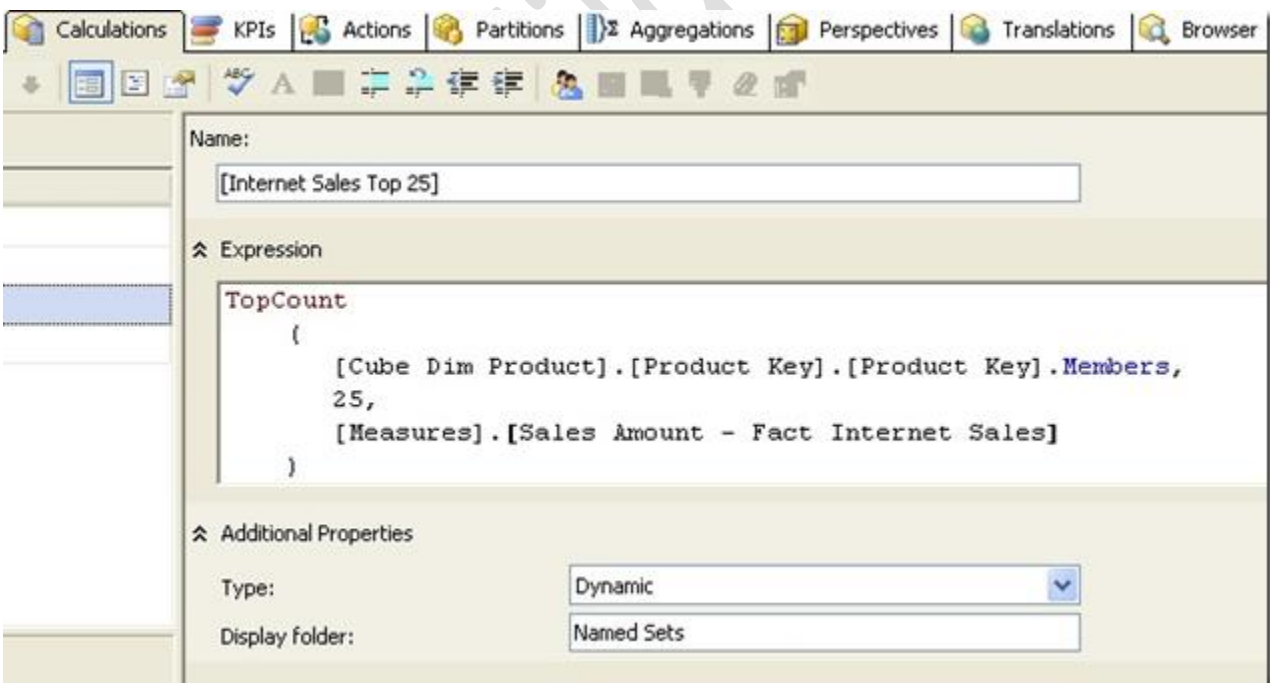 Calculations KPIs Actions Partitions Aggregations Perspectives Translations Browser
ABC A
Name:
[Internet Sales Top 25]
Expression
TopCount
(
[Cube Dim Product].[Product Key].[Product Key].Members,
25,
[Measures].[Sales Amount - Fact Internet Sales]
)
Additional Properties
Type: Dynamic
Display folder: Named Sets